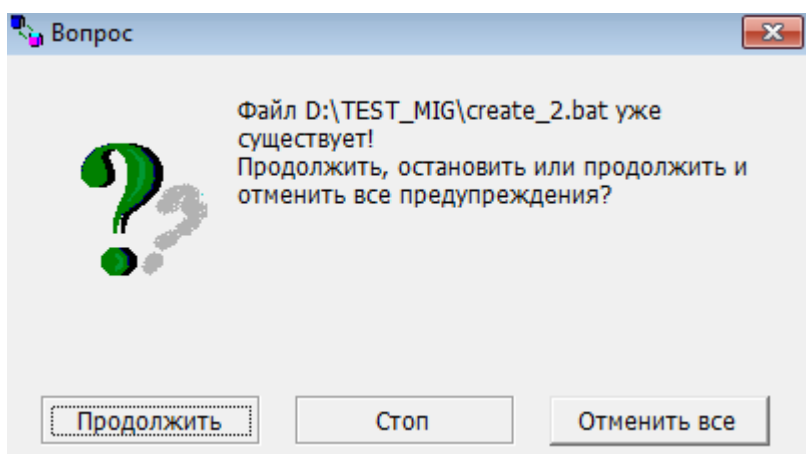 Вопрос
Файл D:\TEST_MIG\create_2.bat уже
существует!
Продолжить, остановить или продолжить и
отменить все предупреждения?
Продолжить
Стоп
Отменить все